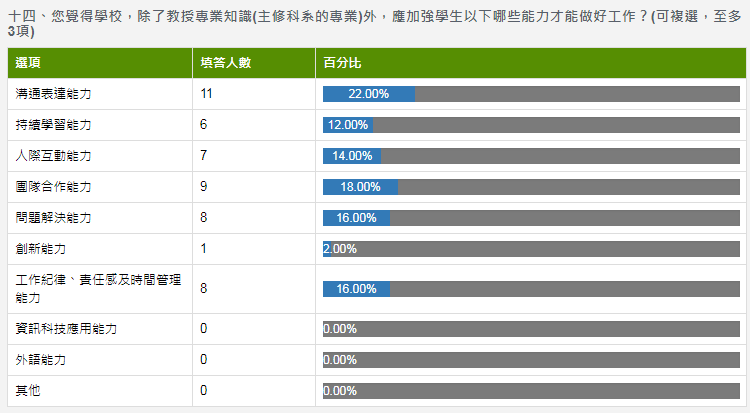 十四、您覺得學校，除了教授專業知識(主修科系的專業)外，應加強學生以下哪些能力才能做好工作？(可複選，至多
3項)
選項 填答人數 百分比
溝通表達能力 11 22.00%
持續學習能力 6 12.00%
人際互動能力 7 14.00%
團隊合作能力 9 18.00%
問題解決能力 8 16.00%
創新能力 1 2.00%
工作紀律、責任感及時間管理
能力 8 16.00%
資訊科技應用能力 0 0.00%
外語能力 0 0.00%
其他 0 0.00%